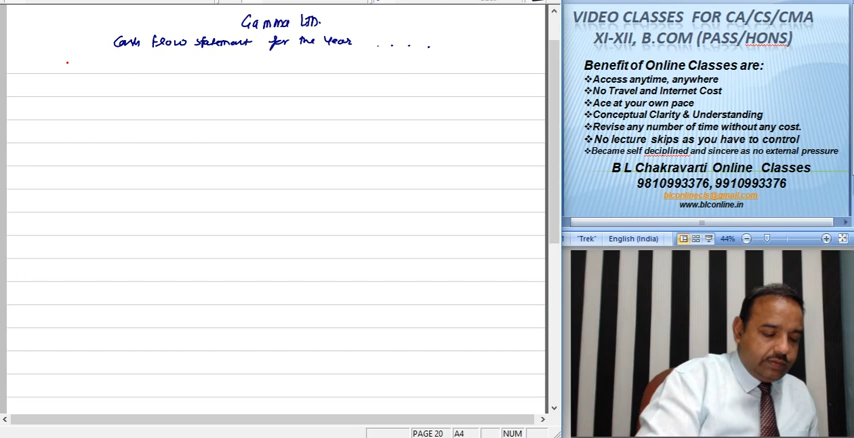 Gamma Ltd.
Cash Flow statement for the Year . . . .
PAGE 20 A4 NUM
VIDEO CLASSES FOR CA/CS/CMA
XI-XII, B.COM (PASS/HONS)
Benefit of Online Classes are:
❖Access anytime, anywhere
❖No Travel and Internet Cost
❖Ace at your own pace
❖Conceptual Clarity & Understanding
❖Revise any number of time without any cost.
❖No lecture skips as you have to control
❖Became self deciplined and sincere as no external pressure
B L Chakravarti Online Classes
9810993376, 9910993376
www.blconline.in
"Trek" English (India) 44%